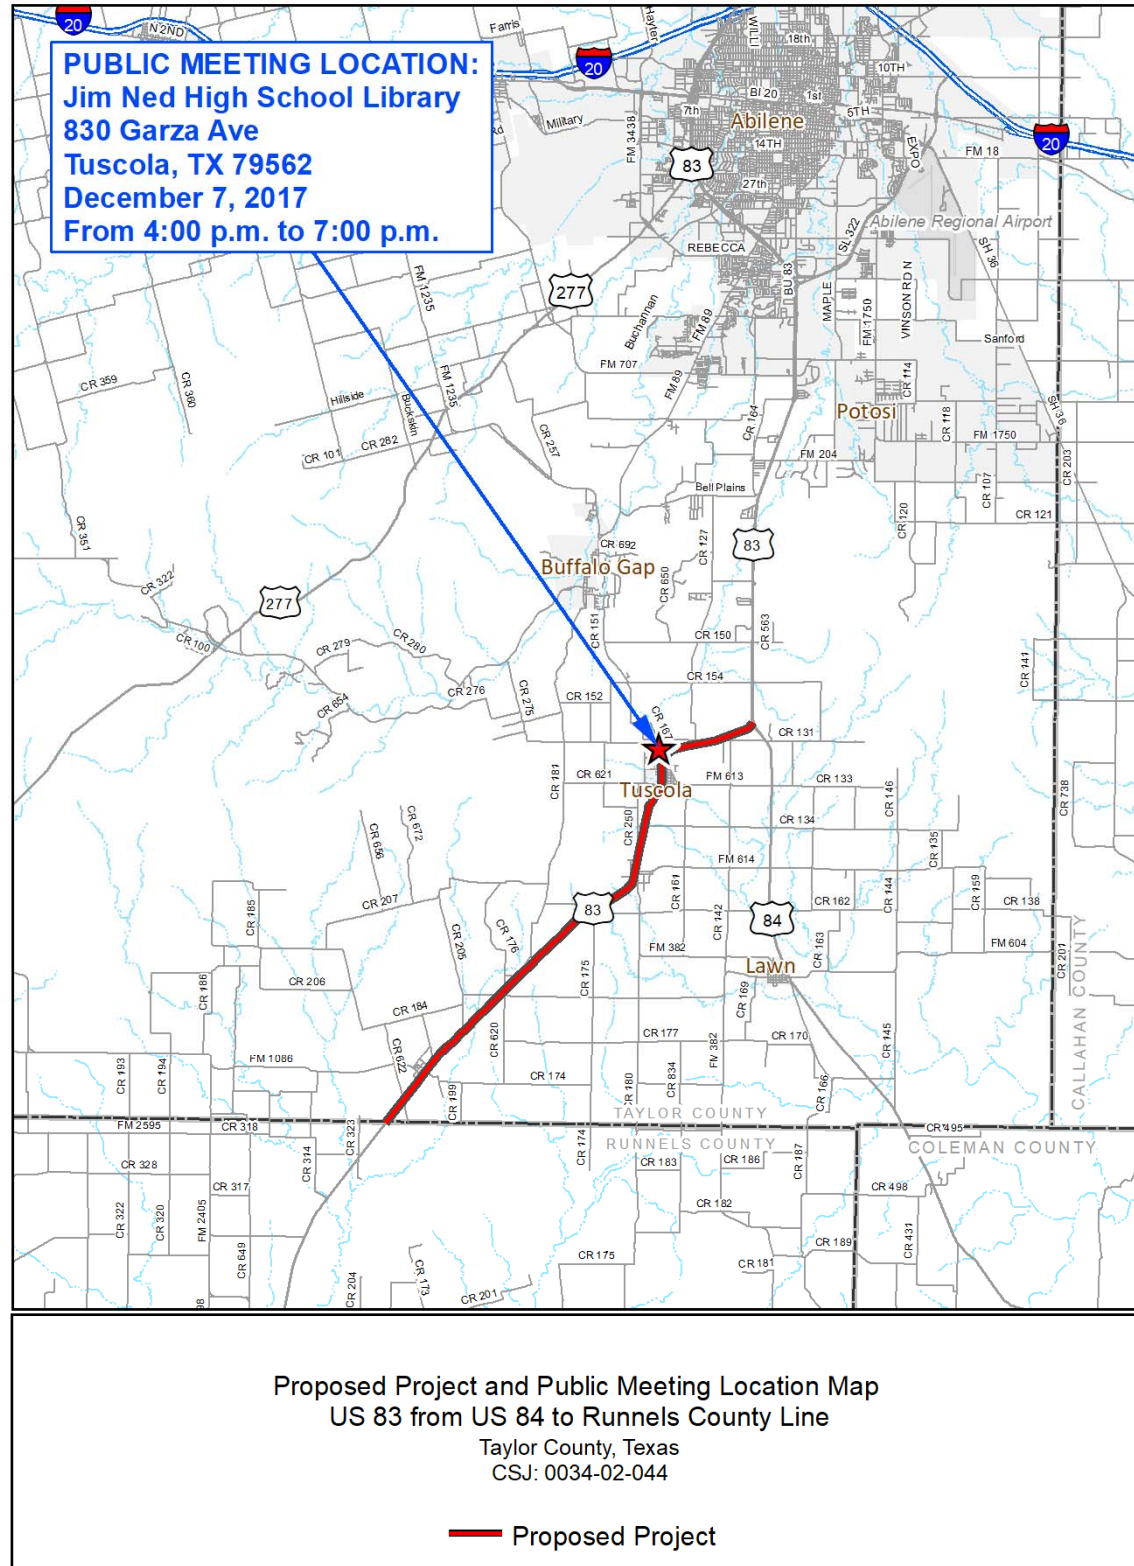 PUBLIC MEETING LOCATION:
Jim Ned High School Library
830 Garza Ave
Tuscola, TX 79562
December 7, 2017
From 4:00 p.m. to 7:00 p.m.
20
N 2ND
Farris
Hayter
20
WILLI
18th
10TH
BI 20
1st
7th
5TH
Abilene
Military
Rd
FM 3438
14TH
20
83
27th
EXPO
FM 18
Abilene Regional Airport
REBECCA
SL 322
SH 36
277
FM 1235
BU 83
MAPLE
FM 1750
VINSON RD N
Buchannan
FM 89
Sanford
FM 707
CR 359
CR 360
FM 1235
FM 89
CR 114
Hillside
Buckskin
CR 164
Potosi
CR 118
SH 36
CR 282
CR 101
CR 257
FM 1750
FM 204
CR 203
Bell Plains
CR 107
CR 120
CR 121
CR 351
CR 692
CR 127
83
Buffalo Gap
CR 322
CR 650
277
CR 151
CR 563
CR 100
CR 279
CR 280
CR 150
CR 141
CR 154
CR 276
CR 275
CR 152
CR 654
CR 167
CR 131
CR 181
CR 621
FM 613
CR 133
Tuscola
CR 146
CR 738
CR 250
CR 134
CR 672
CR 656
CR 135
FM 614
CR 161
CR 144
CR 159
CR 207
CR 185
83
CR 142
84
CR 162
CR 138
CR 205
CR 176
FM 382
CR 163
FM 604
CR 201
CALLAHAN COUNTY
Lawn
CR 186
CR 206
CR 175
CR 169
CR 184
CR 620
CR 177
FM 382
CR 170
CR 145
CR 193
CR 194
FM 1086
CR 622
CR 174
CR 180
CR 834
CR 166
CR 199
TAYLOR COUNTY
FM 2595
CR 318
CR 323
CR 495
RUNNELS COUNTY
COLEMAN COUNTY
CR 174
CR 314
CR 328
CR 183
CR 186
CR 187
CR 317
CR 498
CR 322
CR 320
FM 2405
CR 182
CR 431
CR 649
CR 175
CR 189
CR 181
CR 204
CR 173
CR 201
98
Proposed Project and Public Meeting Location Map
US 83 from US 84 to Runnels County Line
Taylor County, Texas
CSJ: 0034-02-044
Proposed Project